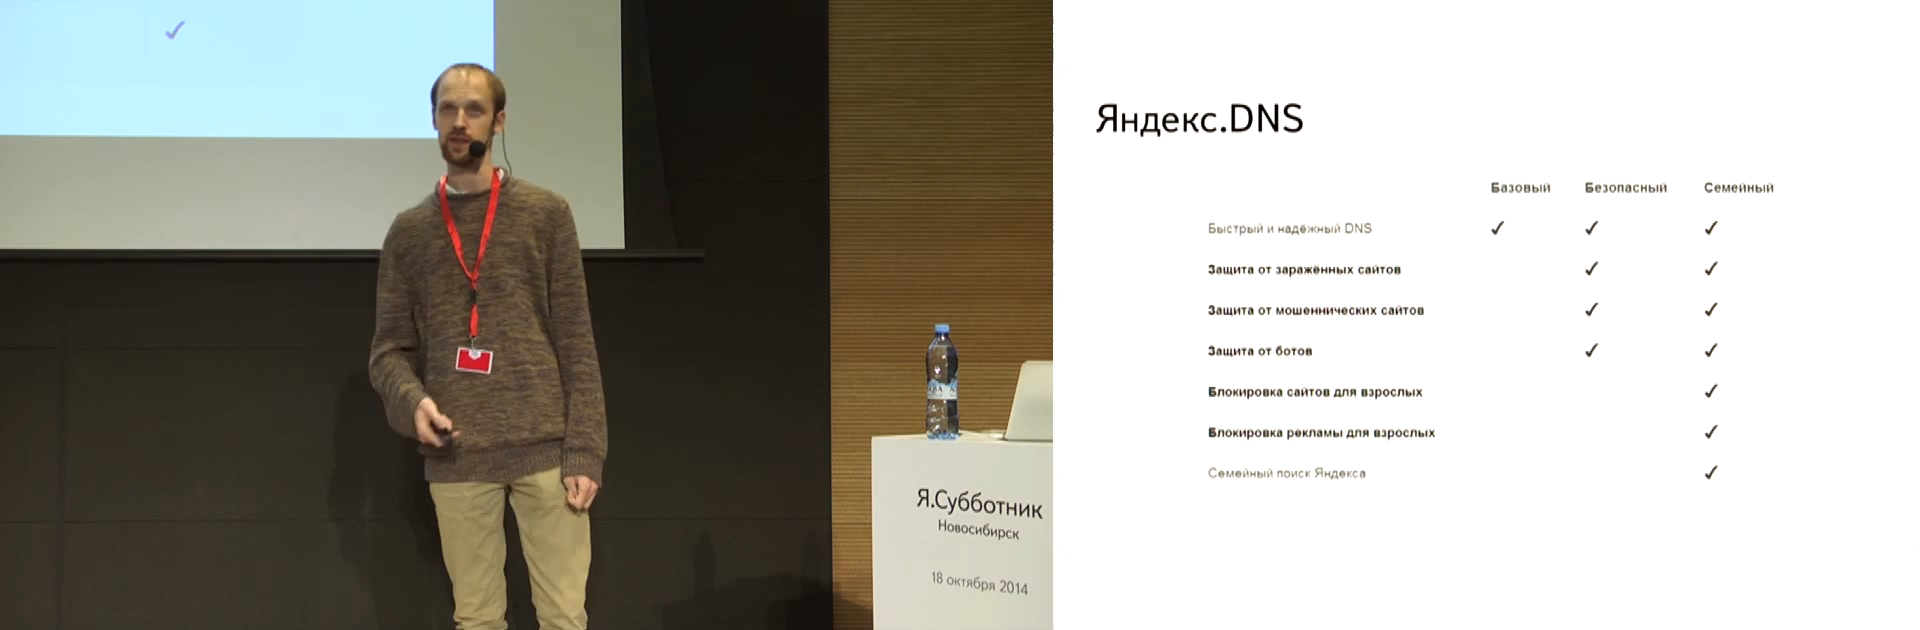 Я.Субботник
Новосибирск
18 октября 2014
Яндекс.DNS
Базовый Безопасный Семейный
Быстрый и надёжный DNS ✓ ✓ ✓
Защита от заражённых сайтов ✓ ✓
Защита от мошеннических сайтов ✓ ✓
Защита от ботов ✓ ✓
Блокировка сайтов для взрослых ✓
Блокировка рекламы для взрослых ✓
Семейный поиск Яндекса ✓